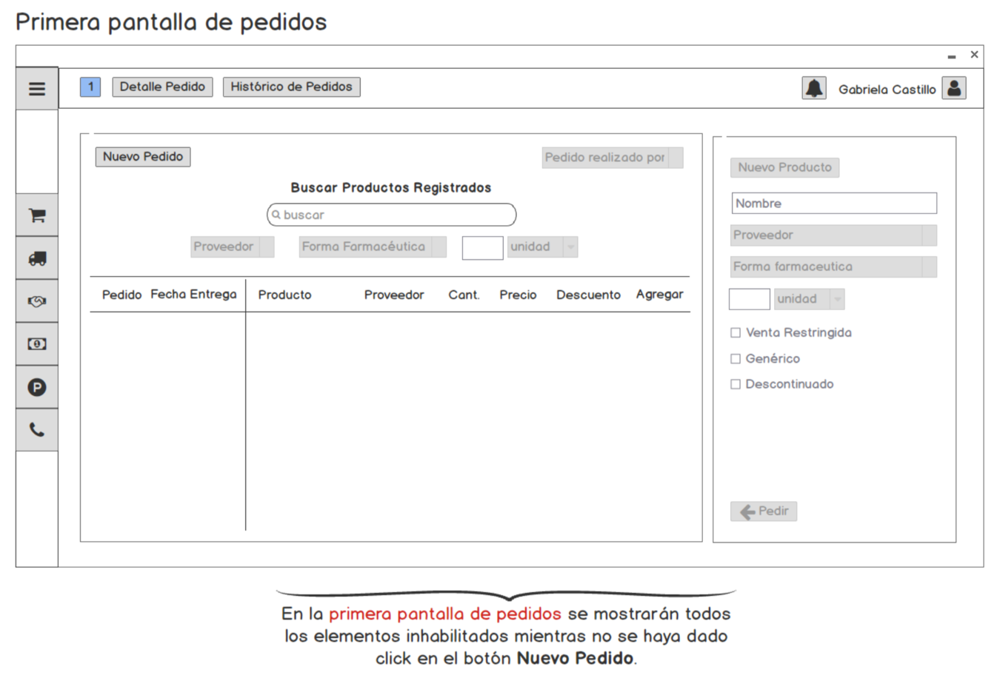 Primera pantalla de pedidos
1 Detalle Pedido Histórico de Pedidos Gabriela Castillo
Nuevo Pedido Pedido realizado por
Buscar Productos Registrados
buscar
Proveedor Forma Farmacéutica unidad
Pedido Fecha Entrega Producto Proveedor Cant. Precio Descuento Agregar
Nuevo Producto
Nombre
Proveedor
Forma farmaceutica
unidad
Venta Restringida
Genérico
Descontinuado
Pedir
En la primera pantalla de pedidos se mostrarán todos
los elementos inhabilitados mientras no se haya dado
click en el botón Nuevo Pedido.